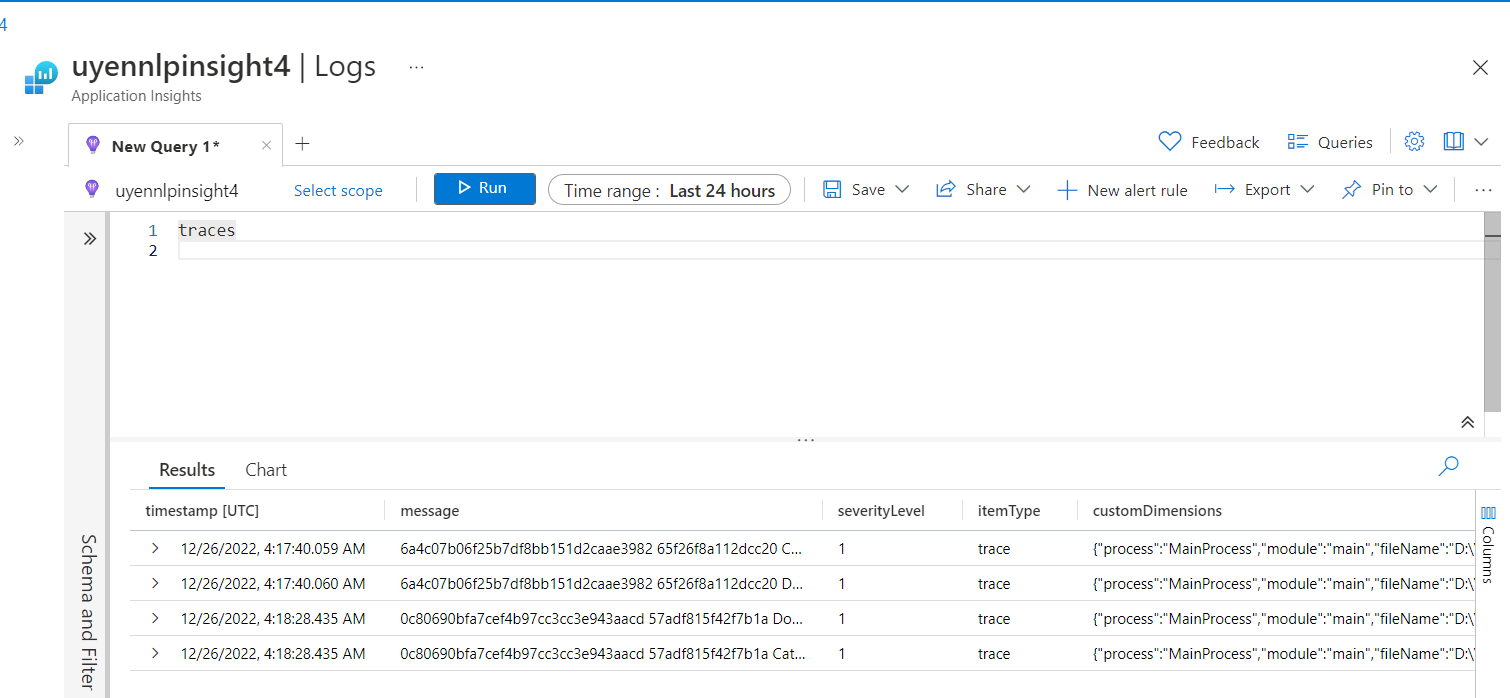 4
uyennlpinsight4 | Logs ...
Application Insights
New Query 1*
Feedback
Queries
uyennlpinsight4
Select scope
Run
Time range : Last 24 hours
Save
Share
New alert rule
Export
Pin to
1 traces
2
Results Chart
timestamp [UTC] message severityLevel itemType customDimensions
12/26/2022, 4:17:40.059 AM 6a4c07b06f25b7df8bb151d2caae3982 65f26f8a112dcc20 C... 1 trace {"process":"MainProcess","module":"main","fileName":"D:\
12/26/2022, 4:17:40.060 AM 6a4c07b06f25b7df8bb151d2caae3982 65f26f8a112dcc20 D... 1 trace {"process":"MainProcess","module":"main","fileName":"D:\
12/26/2022, 4:18:28.435 AM 0c80690bfa7cef4b97cc3cc3e943aacd 57adf815f42f7b1a Do... 1 trace {"process":"MainProcess","module":"main","fileName":"D:\
12/26/2022, 4:18:28.435 AM 0c80690bfa7cef4b97cc3cc3e943aacd 57adf815f42f7b1a Cat... 1 trace {"process":"MainProcess","module":"main","fileName":"D:\
Schema and Filter
Columns